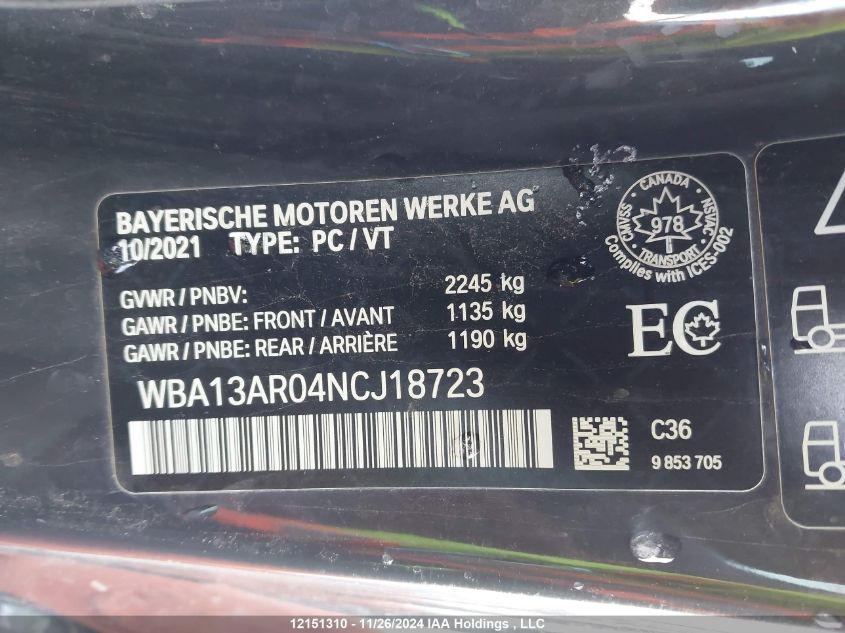 BAYERISCHE MOTOREN WERKE AG
10/2021 TYPE: PC / VT
CANADA
CMVSS
978
NSVAC
TRANSPORT
Complies with ICES-002
GVWR / PNBV: 2245 kg
GAWR / PNBE: FRONT / AVANT 1135 kg
GAWR / PNBE: REAR / ARRIÈRE 1190 kg
EC
WBA13AR04NCJ18723
C36
9 853 705
12151310 - 11/26/2024 IAA Holdings , LLC